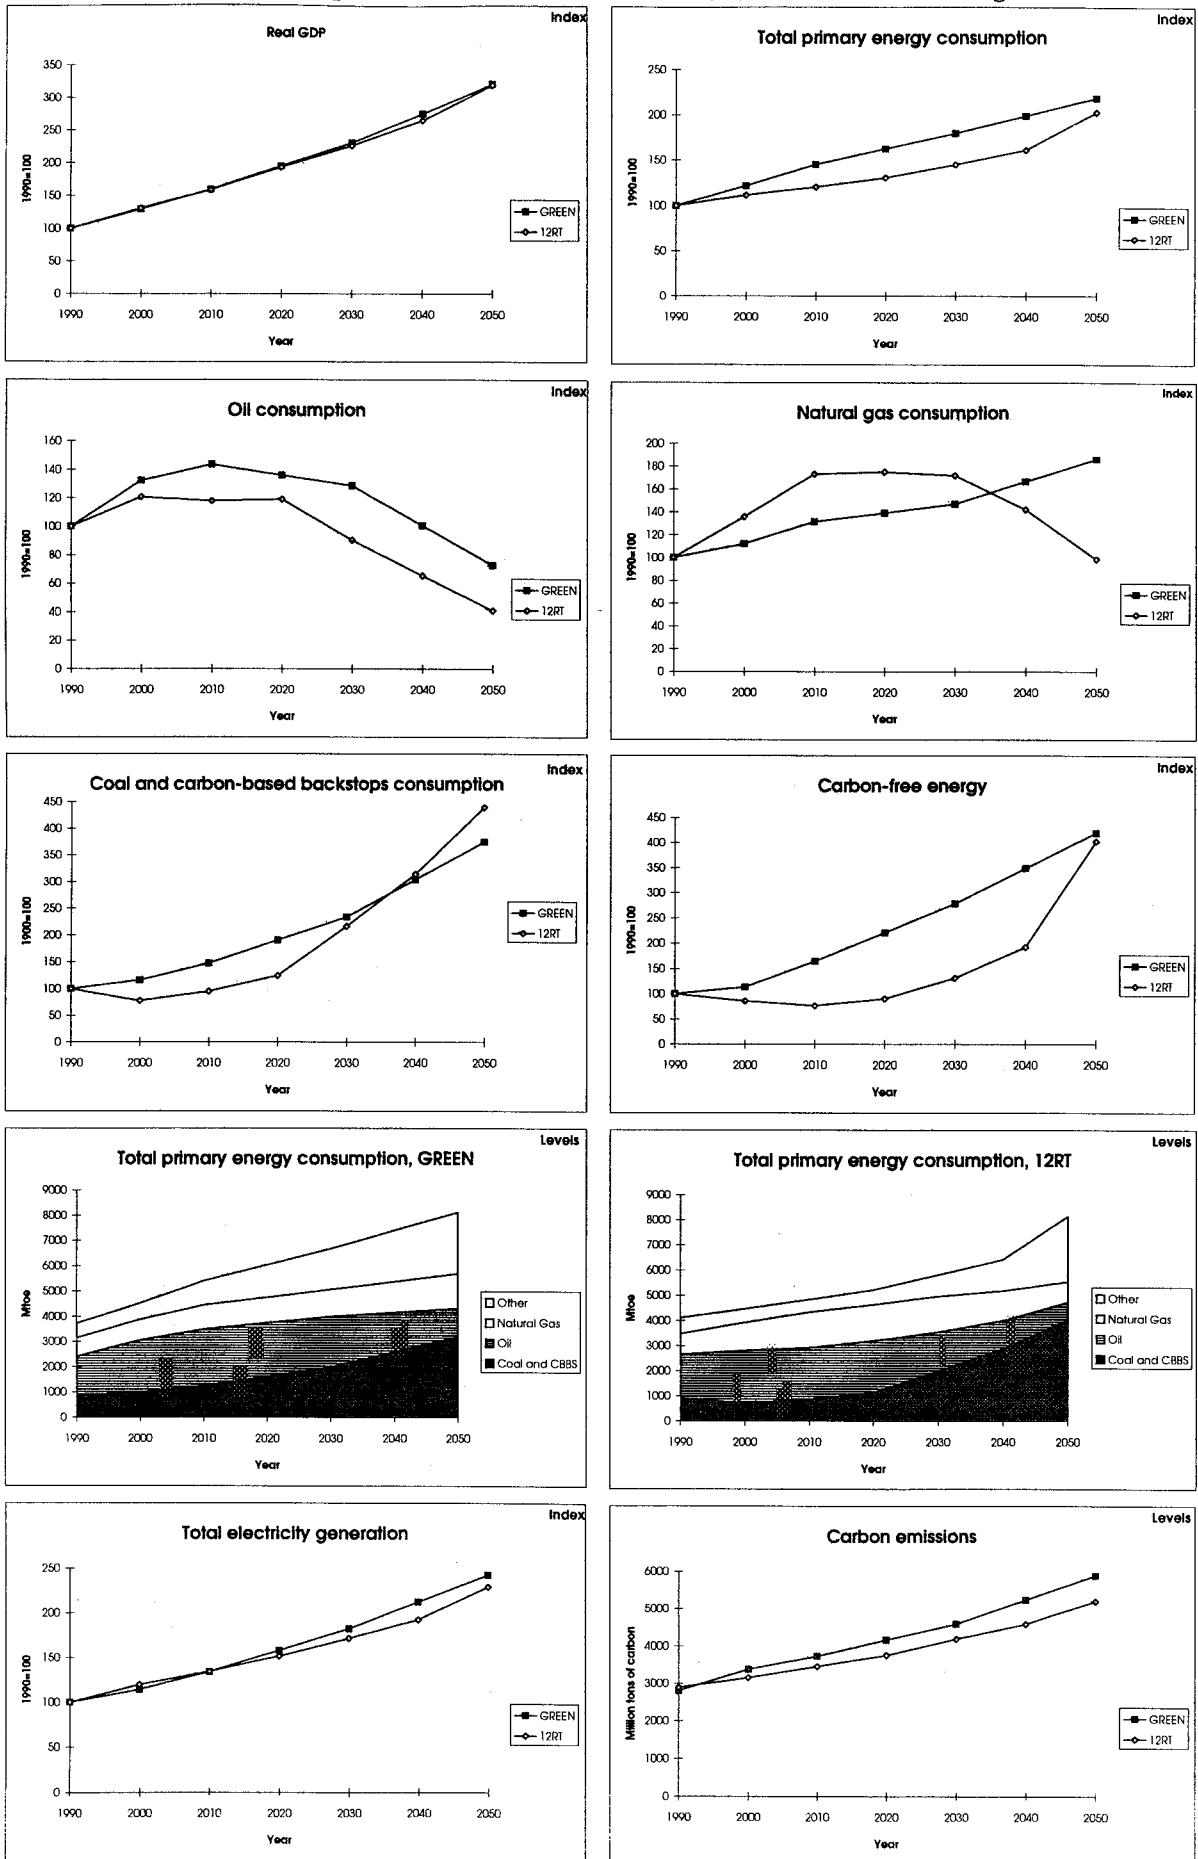 Index
Real GDP
350
300
250
200
150
100
50
0
1990=100
1990 2000 2010 2020 2030 2040 2050
Year
GREEN
12RT
Index
Total primary energy consumption
250
200
150
100
50
0
1990=100
1990 2000 2010 2020 2030 2040 2050
Year
GREEN
12RT
Index
Oil consumption
160
140
120
100
80
60
40
20
0
1990=100
1990 2000 2010 2020 2030 2040 2050
Year
GREEN
12RT
Index
Natural gas consumption
200
180
160
140
120
100
80
60
40
20
0
1990=100
1990 2000 2010 2020 2030 2040 2050
Year
GREEN
12RT
Index
Coal and carbon-based backstops consumption
450
400
350
300
250
200
150
100
50
0
1900=100
1990 2000 2010 2020 2030 2040 2050
Year
GREEN
12RT
Index
Carbon-free energy
450
400
350
300
250
200
150
100
50
0
1990=100
1990 2000 2010 2020 2030 2040 2050
Year
GREEN
12RT
Levels
Total primary energy consumption, GREEN
9000
8000
7000
6000
5000
4000
3000
2000
1000
0
Mtoe
1990 2000 2010 2020 2030 2040 2050
Year
Other
Natural Gas
Oil
Coal and CBBS
Levels
Total primary energy consumption, 12RT
9000
8000
7000
6000
5000
4000
3000
2000
1000
0
Mtoe
1990 2000 2010 2020 2030 2040 2050
Year
Other
Natural Gas
Oil
Coal and CBBS
Index
Total electricity generation
250
200
150
100
50
0
1990=100
1990 2000 2010 2020 2030 2040 2050
Year
GREEN
12RT
Levels
Carbon emissions
6000
5000
4000
3000
2000
1000
0
Million tons of carbon
1990 2000 2010 2020 2030 2040 2050
Year
GREEN
12RT